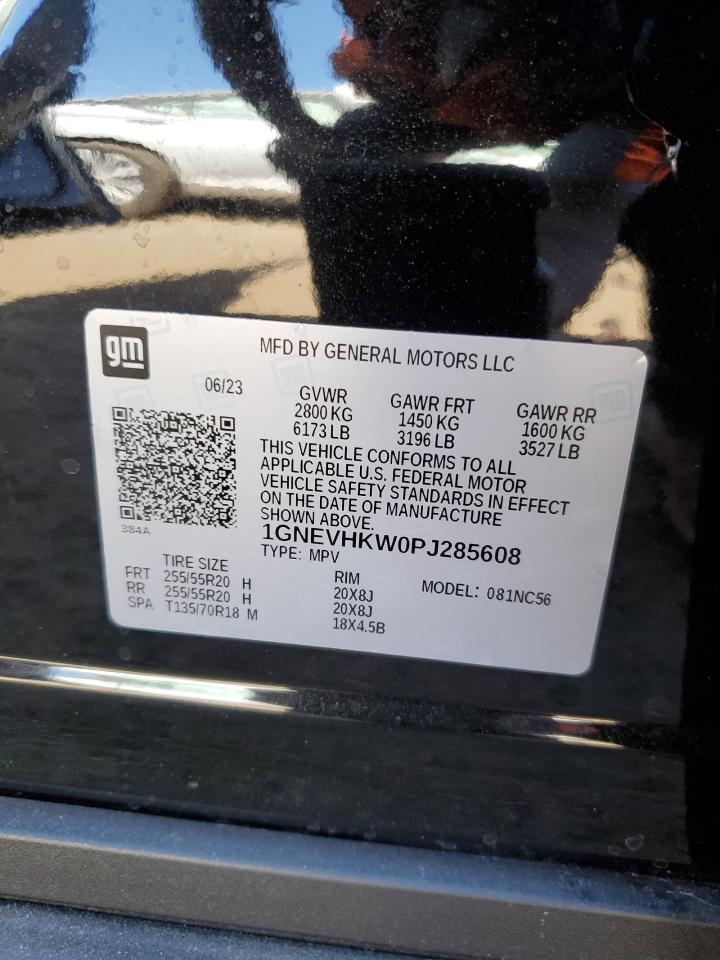 gm
MFD BY GENERAL MOTORS LLC
06/23
GVWR GAWR FRT GAWR RR
2800 KG 1450 KG 1600 KG
6173 LB 3196 LB 3527 LB
THIS VEHICLE CONFORMS TO ALL
APPLICABLE U.S. FEDERAL MOTOR
VEHICLE SAFETY STANDARDS IN EFFECT
ON THE DATE OF MANUFACTURE
SHOWN ABOVE.
384A
1GNEVHKW0PJ285608
TYPE: MPV
MODEL: 081NC56
TIRE SIZE RIM
FRT 255/55R20 H 20X8J
RR 255/55R20 H 20X8J
SPA T135/70R18 M 18X4.5B